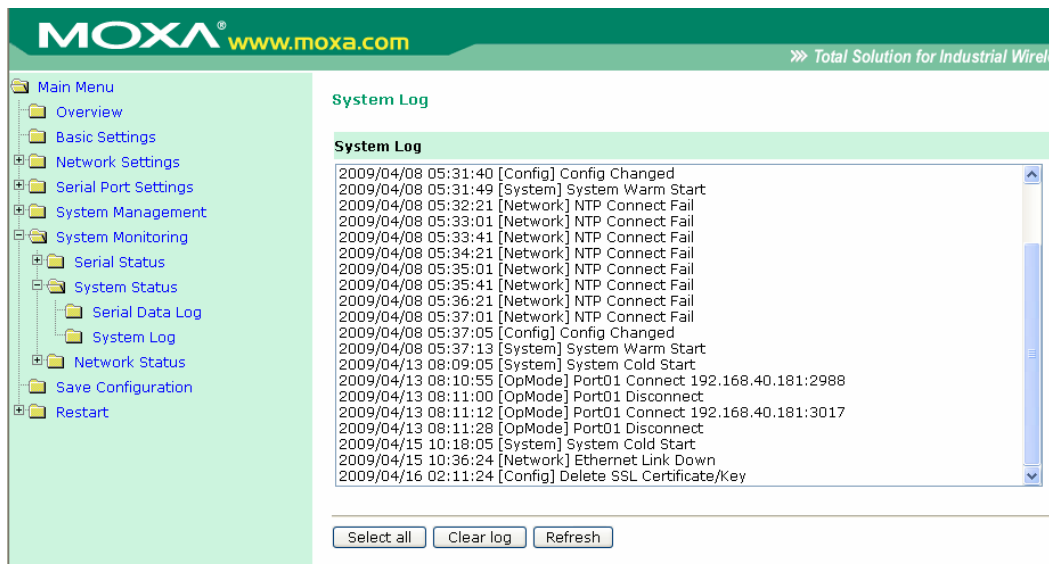 MOXA® www.moxa.com
>>> Total Solution for Industrial Wirel
Main Menu
Overview
Basic Settings
Network Settings
Serial Port Settings
System Management
System Monitoring
Serial Status
System Status
Serial Data Log
System Log
Network Status
Save Configuration
Restart
System Log
System Log
2009/04/08 05:31:40 [Config] Config Changed
2009/04/08 05:31:49 [System] System Warm Start
2009/04/08 05:32:21 [Network] NTP Connect Fail
2009/04/08 05:33:01 [Network] NTP Connect Fail
2009/04/08 05:33:41 [Network] NTP Connect Fail
2009/04/08 05:34:21 [Network] NTP Connect Fail
2009/04/08 05:35:01 [Network] NTP Connect Fail
2009/04/08 05:35:41 [Network] NTP Connect Fail
2009/04/08 05:36:21 [Network] NTP Connect Fail
2009/04/08 05:37:01 [Network] NTP Connect Fail
2009/04/08 05:37:05 [Config] Config Changed
2009/04/08 05:37:13 [System] System Warm Start
2009/04/13 08:09:05 [System] System Cold Start
2009/04/13 08:10:55 [OpMode] Port01 Connect 192.168.40.181:2988
2009/04/13 08:11:00 [OpMode] Port01 Disconnect
2009/04/13 08:11:12 [OpMode] Port01 Connect 192.168.40.181:3017
2009/04/13 08:11:28 [OpMode] Port01 Disconnect
2009/04/15 10:18:05 [System] System Cold Start
2009/04/15 10:36:24 [Network] Ethernet Link Down
2009/04/16 02:11:24 [Config] Delete SSL Certificate/Key
Select all Clear log Refresh